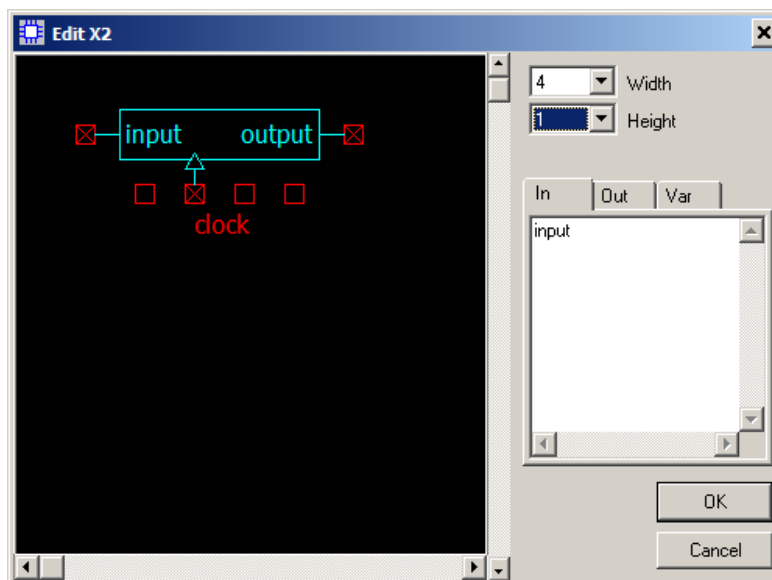 Edit X2
4 Width
1 Height
input output
clock
In Out Var
input
OK
Cancel